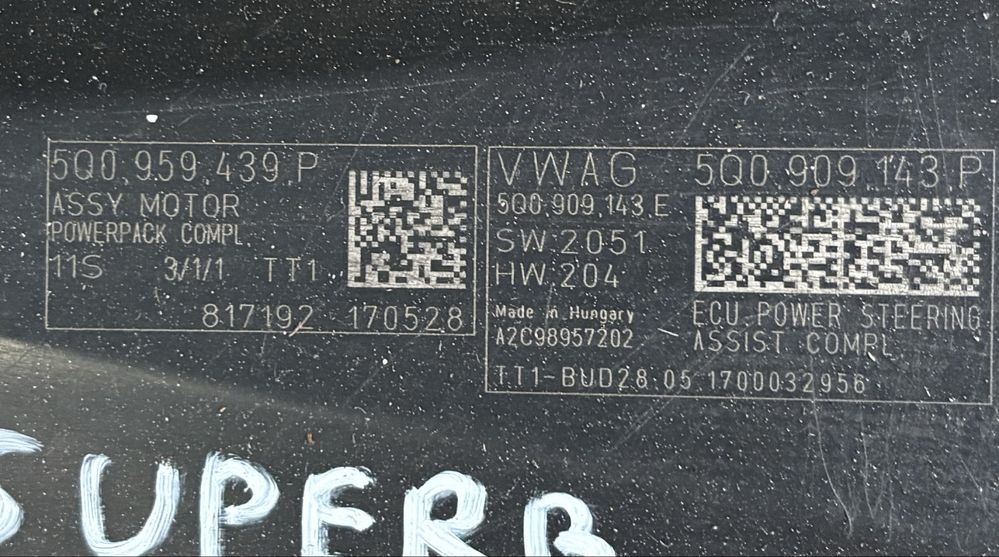 5Q0.959.439 P
ASSY MOTOR
POWERPACK COMPL
11S 3/1/1 TT1
817192 170528
VWAG 5Q0.909.143 P
5Q0.909.143.E
SW.2051
HW.204
Made in Hungary
A2C98957202
ECU.POWER STEERING
ASSIST COMPL
TT1-BUD28.05.1700032956
SUPERB